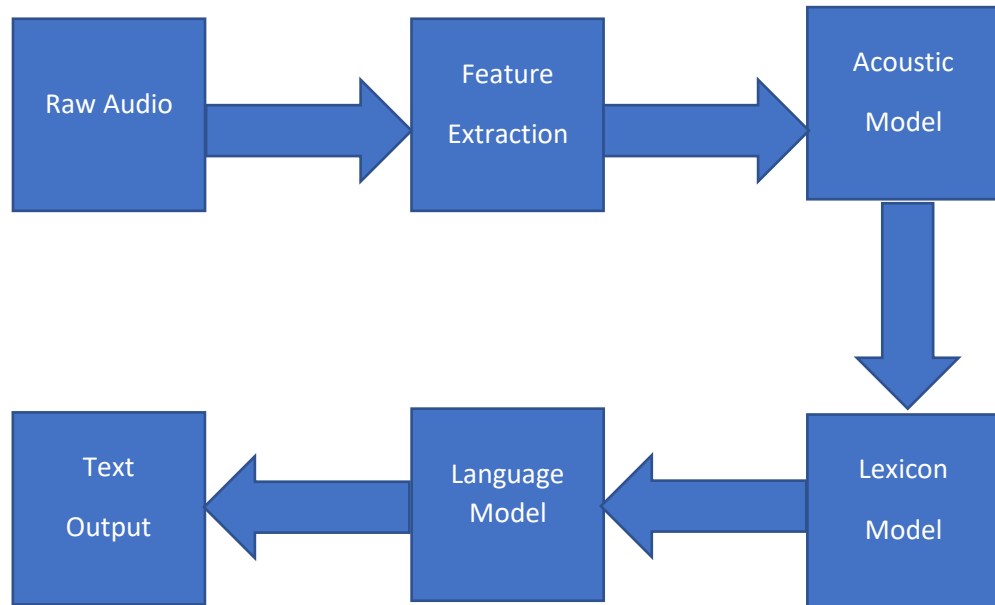 Raw Audio
Feature
Extraction
Acoustic
Model
Lexicon
Model
Language
Model
Text
Output